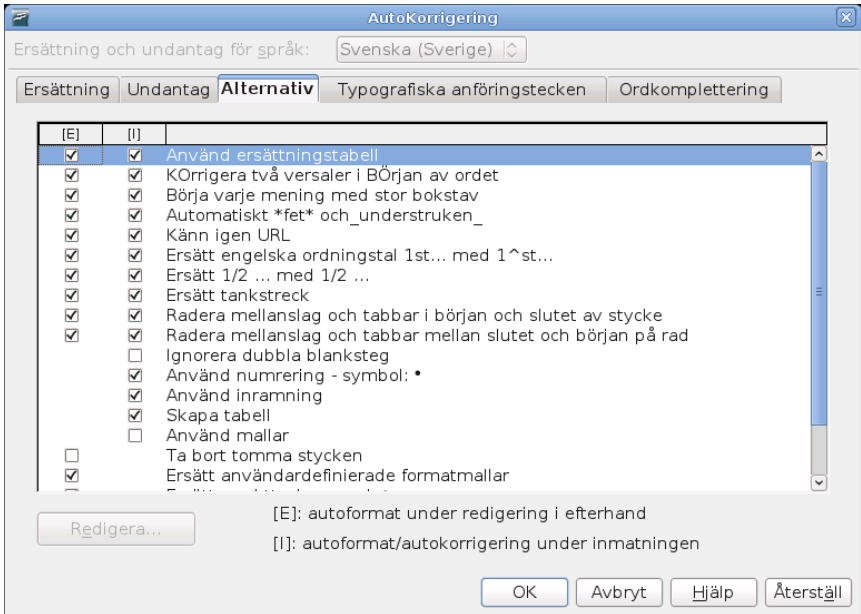 AutoKorrigering
Ersättning och undantag för språk: Svenska (Sverige)
Ersättning Undantag Alternativ Typografiska anföringstecken Ordkomplettering
[E] [I]
Använd ersättningstabell
KOrrigera två versaler i BÖrjan av ordet
Börja varje mening med stor bokstav
Automatiskt *fet* och_understruken_
Känn igen URL
Ersätt engelska ordningstal 1st... med 1^st...
Ersätt 1/2 ... med 1/2 ...
Ersätt tankstreck
Radera mellanslag och tabbar i början och slutet av stycke
Radera mellanslag och tabbar mellan slutet och början på rad
Ignorera dubbla blanksteg
Använd numrering - symbol: •
Använd inramning
Skapa tabell
Använd mallar
Ta bort tomma stycken
Ersätt användardefinierade formatmallar
Redigera...
[E]: autoformat under redigering i efterhand
[I]: autoformat/autokorrigering under inmatningen
OK Avbryt Hjälp Återställ